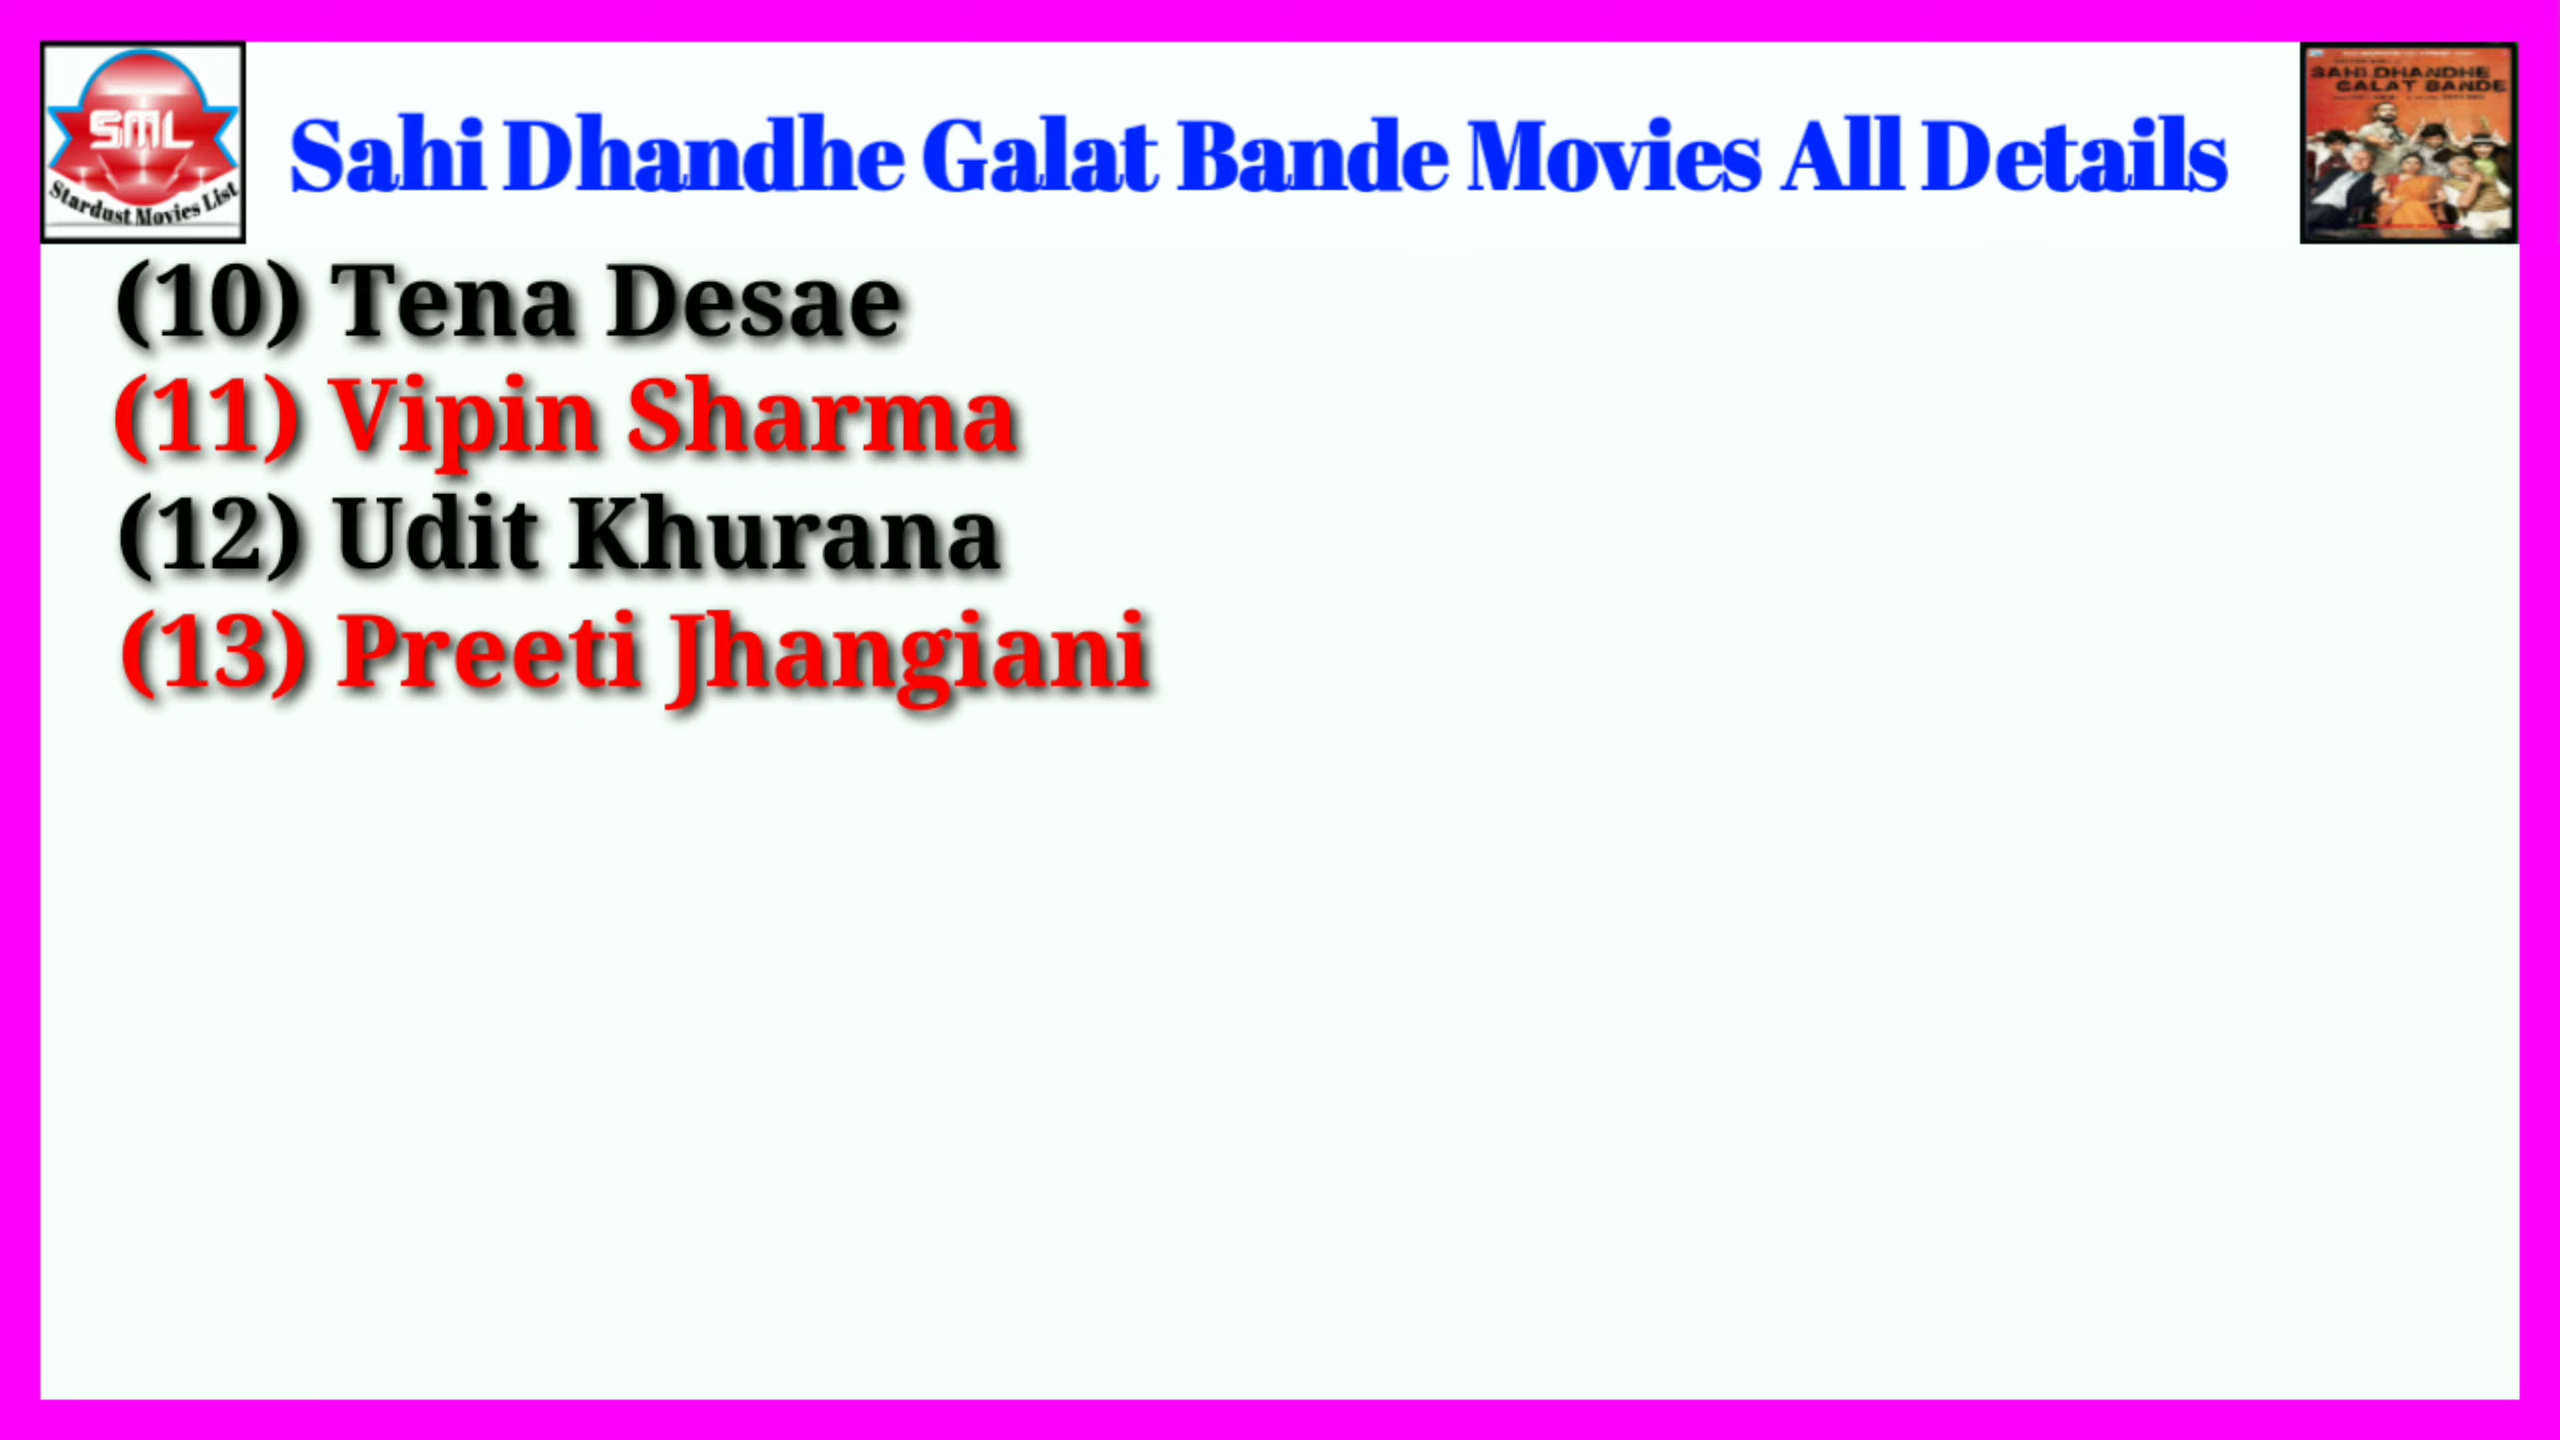 SML
Stardust Movies List
Sahi Dhandhe Galat Bande Movies All Details
SAHI DHANDHE
GALAT BANDE
(10) Tena Desae
(11) Vipin Sharma
(12) Udit Khurana
(13) Preeti Jhangiani